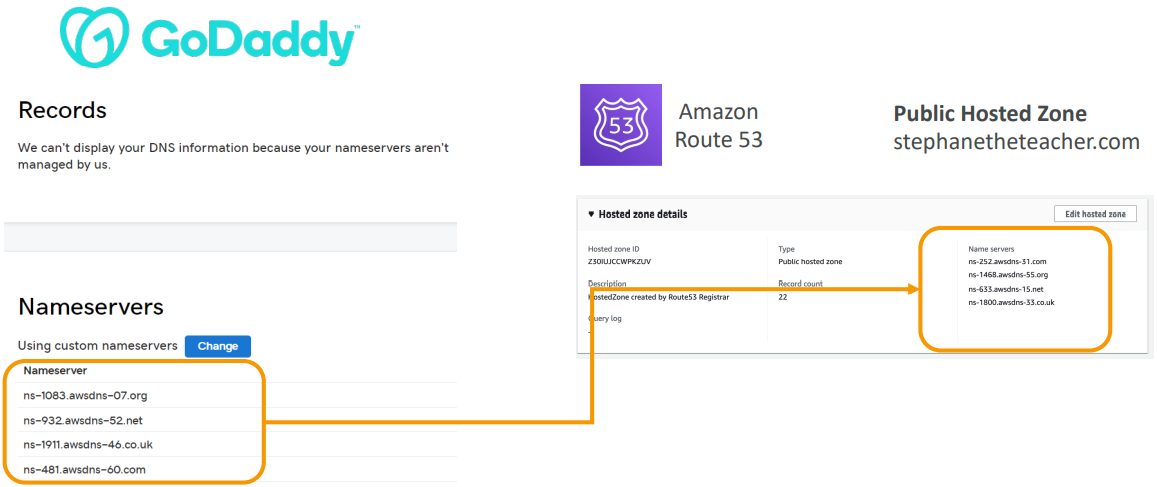 GoDaddy™
Records
We can't display your DNS information because your nameservers aren't
managed by us.
Nameservers
Using custom nameservers Change
Nameserver
ns-1083.awsdns-07.org
ns-932.awsdns-52.net
ns-1911.awsdns-46.co.uk
ns-481.awsdns-60.com
53
Amazon
Route 53
Public Hosted Zone
stephanetheteacher.com
▼ Hosted zone details
Edit hosted zone
Hosted zone ID
Z30IUJCCWPKZUV
Description
HostedZone created by Route53 Registrar
Query log
-
Type
Public hosted zone
Record count
22
Name servers
ns-252.awsdns-31.com
ns-1468.awsdns-55.org
ns-633.awsdns-15.net
ns-1800.awsdns-33.co.uk